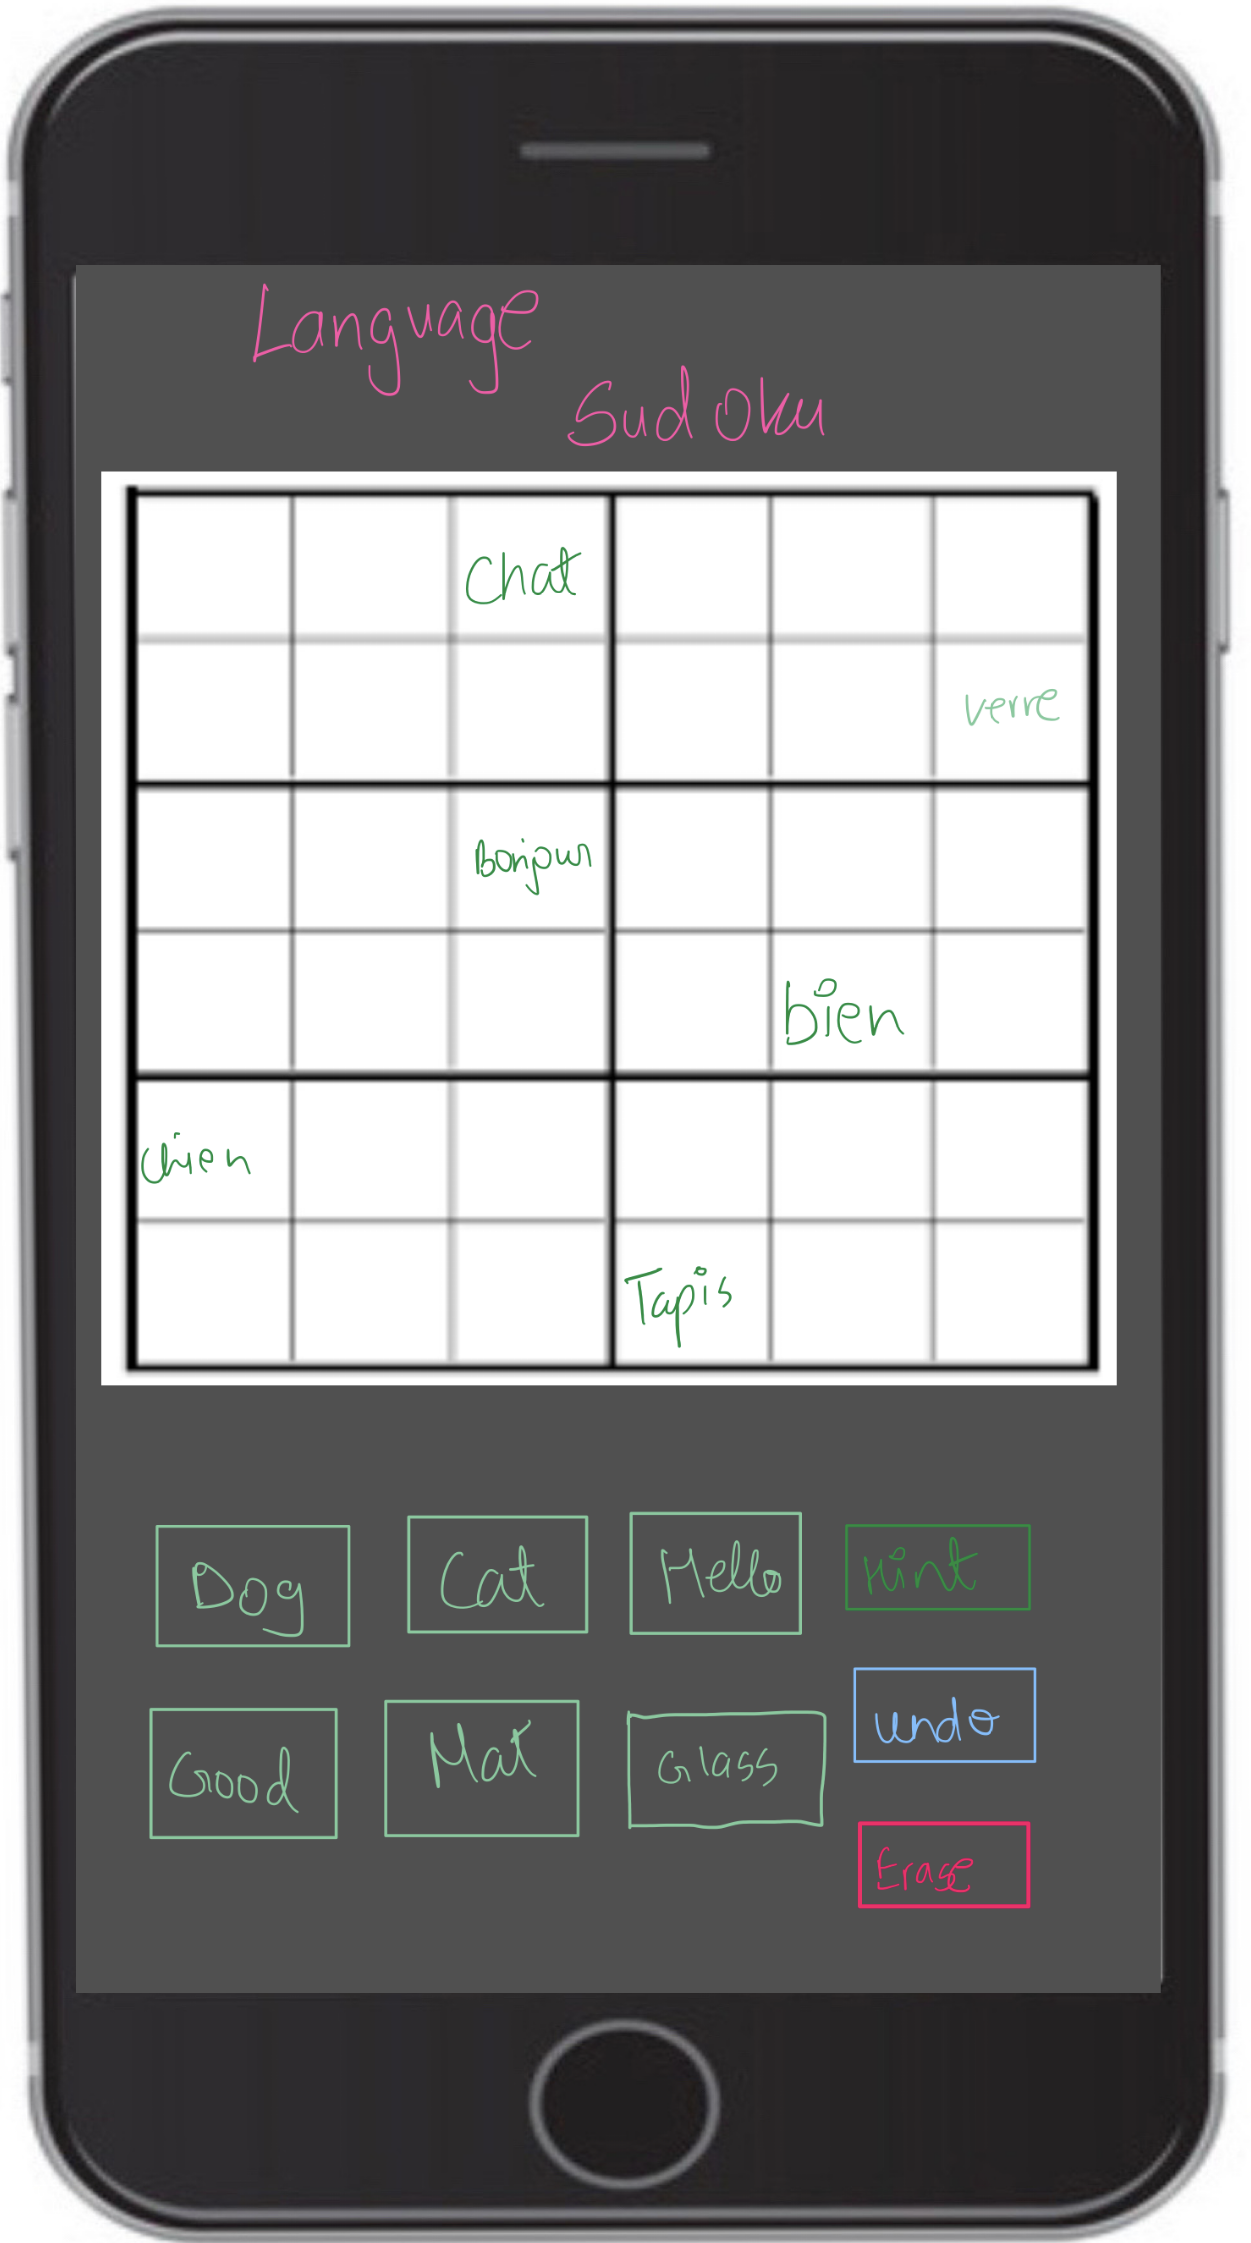 Language
Sudoku
Chat
verre
Bonjour
bien
chien
Tapis
Dog
Cat
Hello
Hint
Good
Mat
Glass
undo
Erase